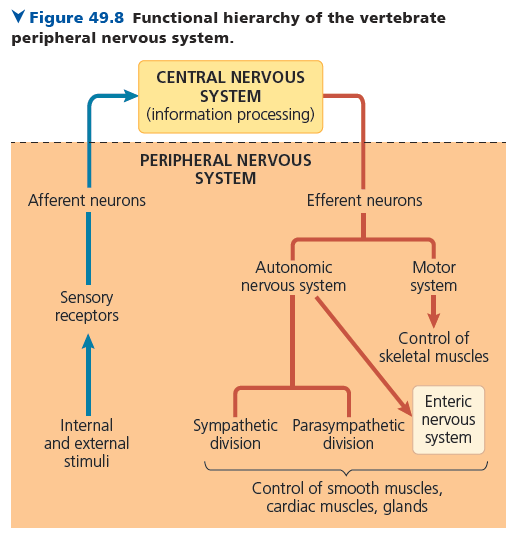 Figure 49.8 Functional hierarchy of the vertebrate
peripheral nervous system.
CENTRAL NERVOUS
SYSTEM
(information processing)
PERIPHERAL NERVOUS
SYSTEM
Afferent neurons
Efferent neurons
Autonomic
nervous system
Motor
system
Sensory
receptors
Control of
skeletal muscles
Internal
and external
stimuli
Sympathetic
division
Parasympathetic
division
Enteric
nervous
system
Control of smooth muscles,
cardiac muscles, glands